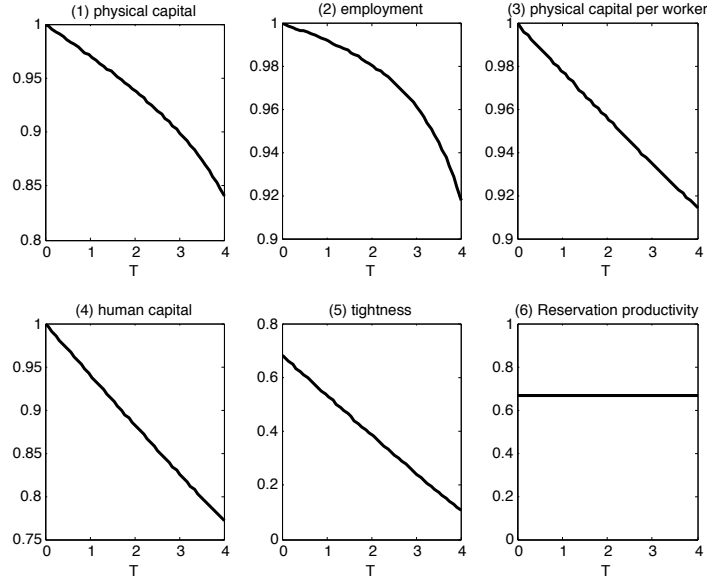 (1) physical capital
(2) employment
(3) physical capital per worker
1
0.95
0.9
0.85
0.8
0 1 2 3 4
T
1
0.98
0.96
0.94
0.92
0.9
0 1 2 3 4
T
1
0.98
0.96
0.94
0.92
0.9
0 1 2 3 4
T
(4) human capital
(5) tightness
(6) Reservation productivity
1
0.95
0.9
0.85
0.8
0.75
0 1 2 3 4
T
0.8
0.6
0.4
0.2
0
0 1 2 3 4
T
1
0.8
0.6
0.4
0.2
0
0 1 2 3 4
T